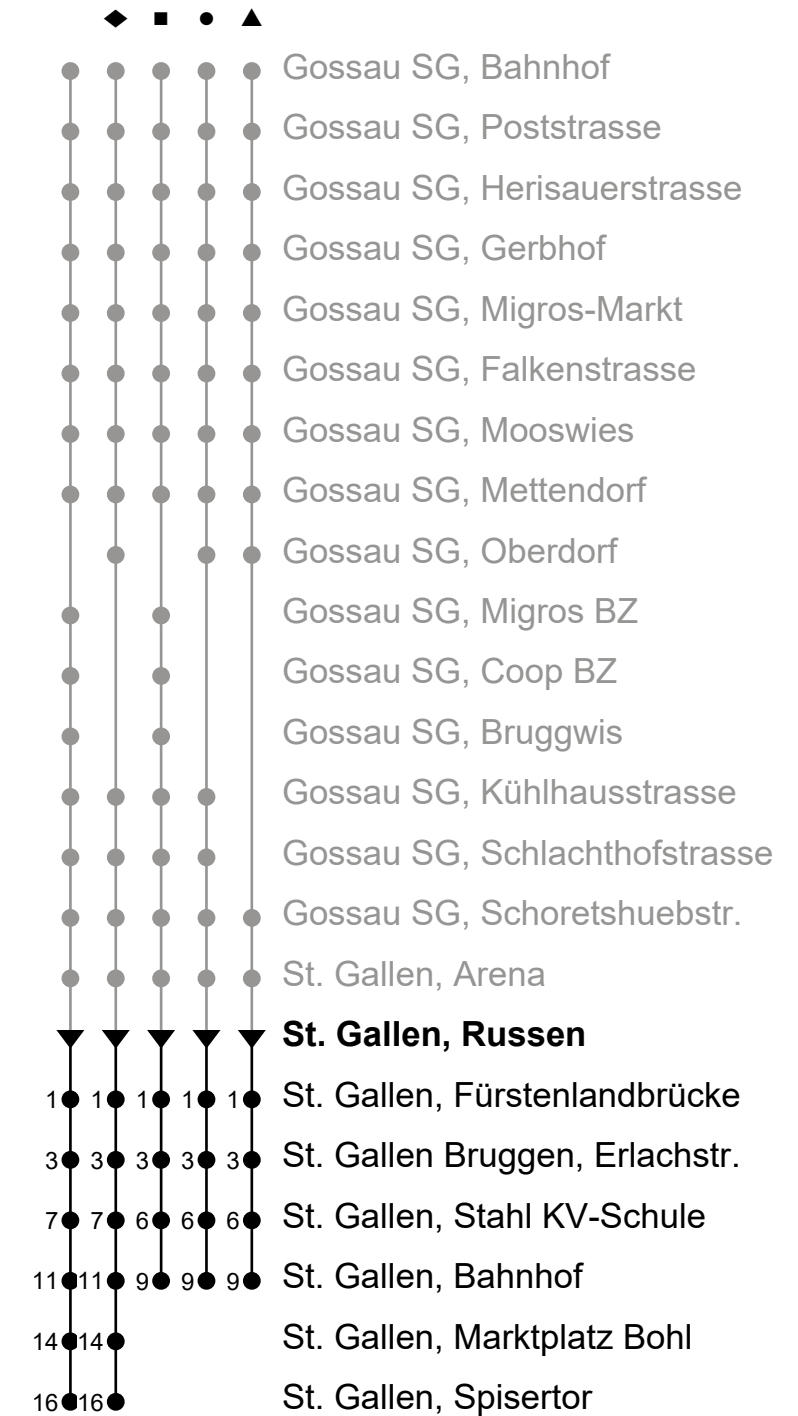 Gossau SG, Bahnhof
Gossau SG, Poststrasse
Gossau SG, Herisauerstrasse
Gossau SG, Gerbhof
Gossau SG, Migros-Markt
Gossau SG, Falkenstrasse
Gossau SG, Mooswies
Gossau SG, Mettendorf
Gossau SG, Oberdorf
Gossau SG, Migros BZ
Gossau SG, Coop BZ
Gossau SG, Bruggwis
Gossau SG, Kühlhausstrasse
Gossau SG, Schlachthofstrasse
Gossau SG, Schoretshuebstr.
St. Gallen, Arena
St. Gallen, Russen
1 1 1 1 1 St. Gallen, Fürstenlandbrücke
3 3 3 3 3 St. Gallen Bruggen, Erlachstr.
7 7 6 6 6 St. Gallen, Stahl KV-Schule
11 11 9 9 9 St. Gallen, Bahnhof
14 14 St. Gallen, Marktplatz Bohl
16 16 St. Gallen, Spisertor